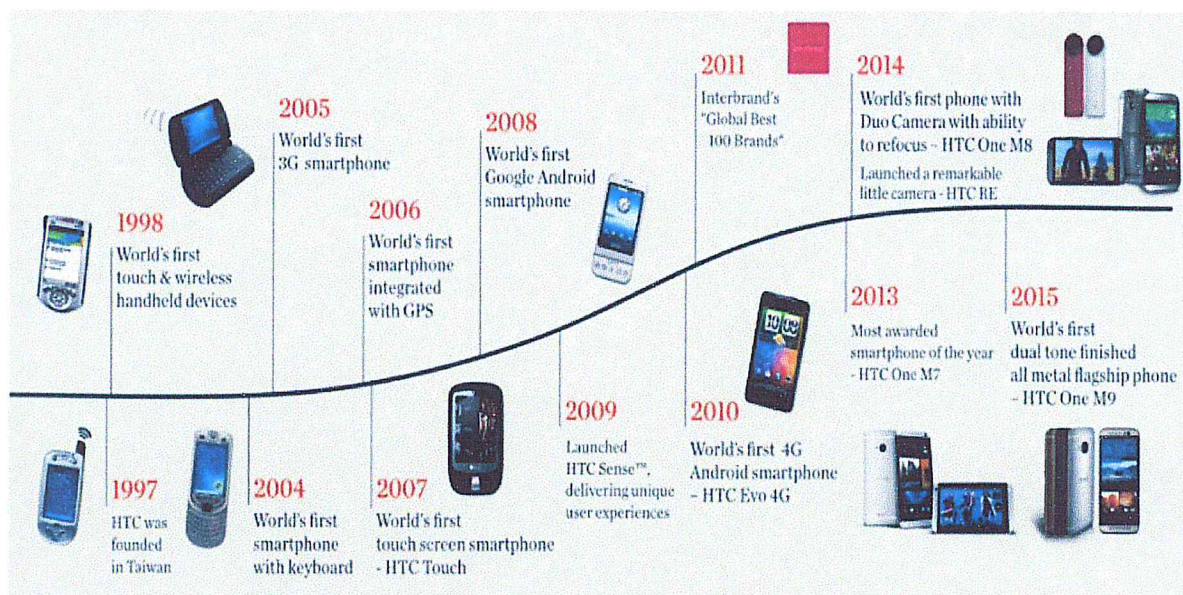 1997
HTC was
founded
in Taiwan
1998
World's first
touch & wireless
handheld devices
2004
World's first
smartphone
with keyboard
2005
World's first
3G smartphone
2006
World's first
smartphone
integrated
with GPS
2007
World's first
touch screen smartphone
- HTC Touch
2008
World's first
Google Android
smartphone
2009
Launched
HTC Sense™,
delivering unique
user experiences
2010
World's first 4G
Android smartphone
– HTC Evo 4G
2011
Interbrand's
"Global Best
100 Brands"
2013
Most awarded
smartphone of the year
- HTC One M7
2014
World's first phone with
Duo Camera with ability
to refocus – HTC One M8
Launched a remarkable
little camera - HTC RE
2015
World's first
dual tone finished
all metal flagship phone
– HTC One M9
10 08